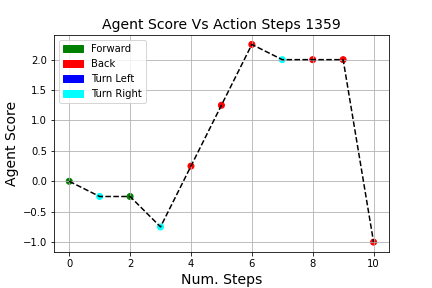 Agent Score Vs Action Steps 1359
Forward
Back
Turn Left
Turn Right
Agent Score
2.0
1.5
1.0
0.5
0.0
−0.5
−1.0
0 2 4 6 8 10
Num. Steps